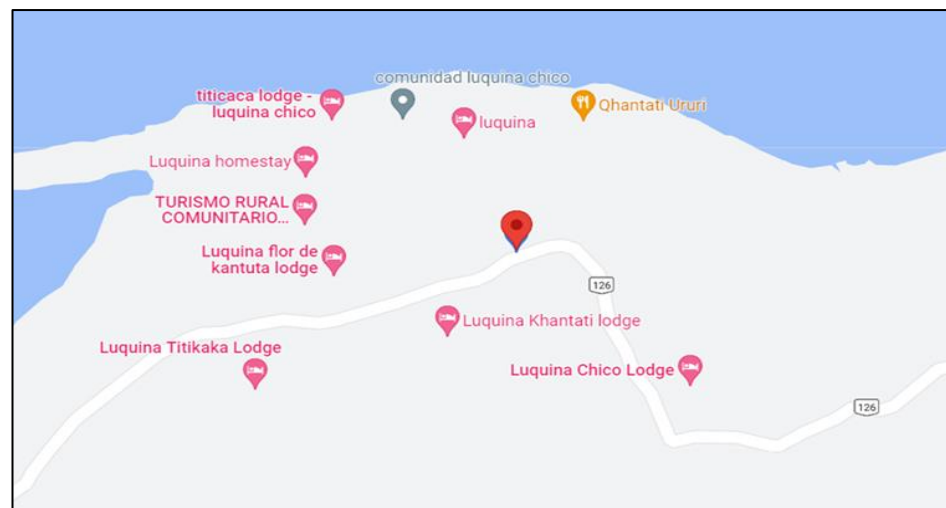 comunidad luquina chico
titicaca lodge -
luquina chico
Qhantati Ururi
luquina
Luquina homestay
TURISMO RURAL
COMUNITARIO...
Luquina flor de
kantuta lodge
126
Luquina Khantati lodge
Luquina Titikaka Lodge
Luquina Chico Lodge
126